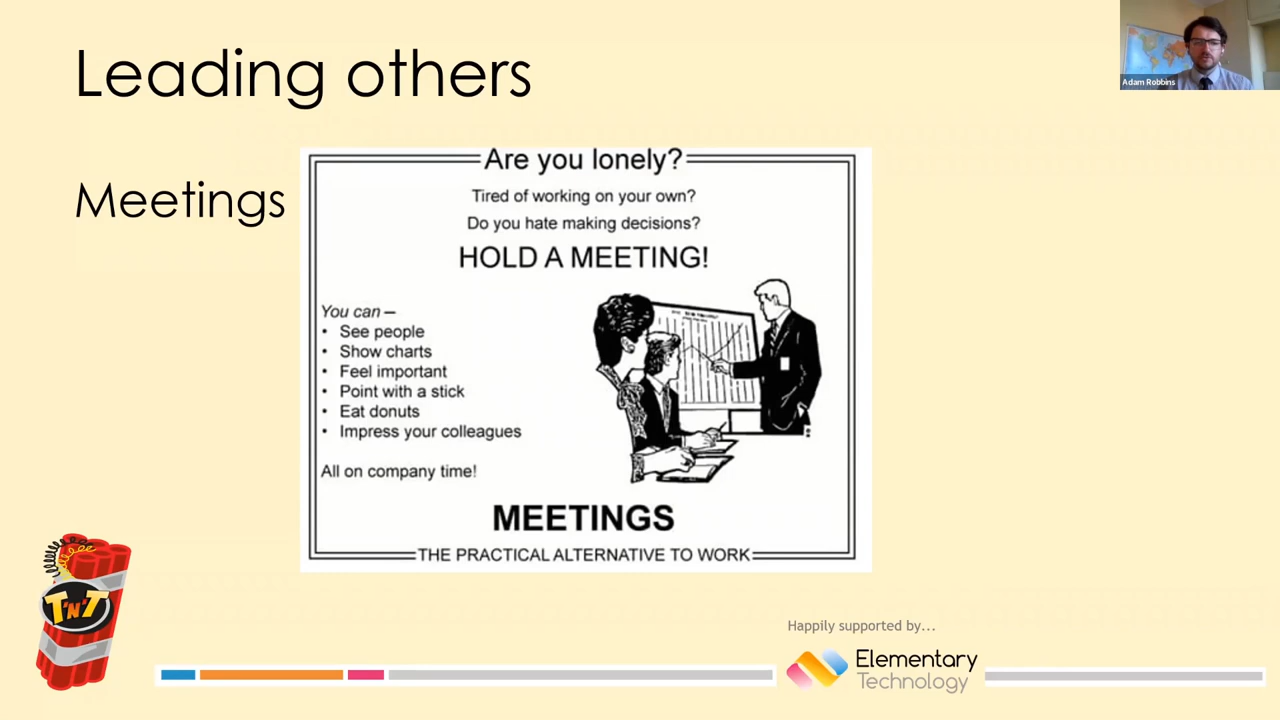 Leading others
Adam Robbins
Meetings
Are you lonely?
Tired of working on your own?
Do you hate making decisions?
HOLD A MEETING!
You can –
• See people
• Show charts
• Feel important
• Point with a stick
• Eat donuts
• Impress your colleagues
All on company time!
MEETINGS
THE PRACTICAL ALTERNATIVE TO WORK
T'N'T
Happily supported by...
Elementary
Technology